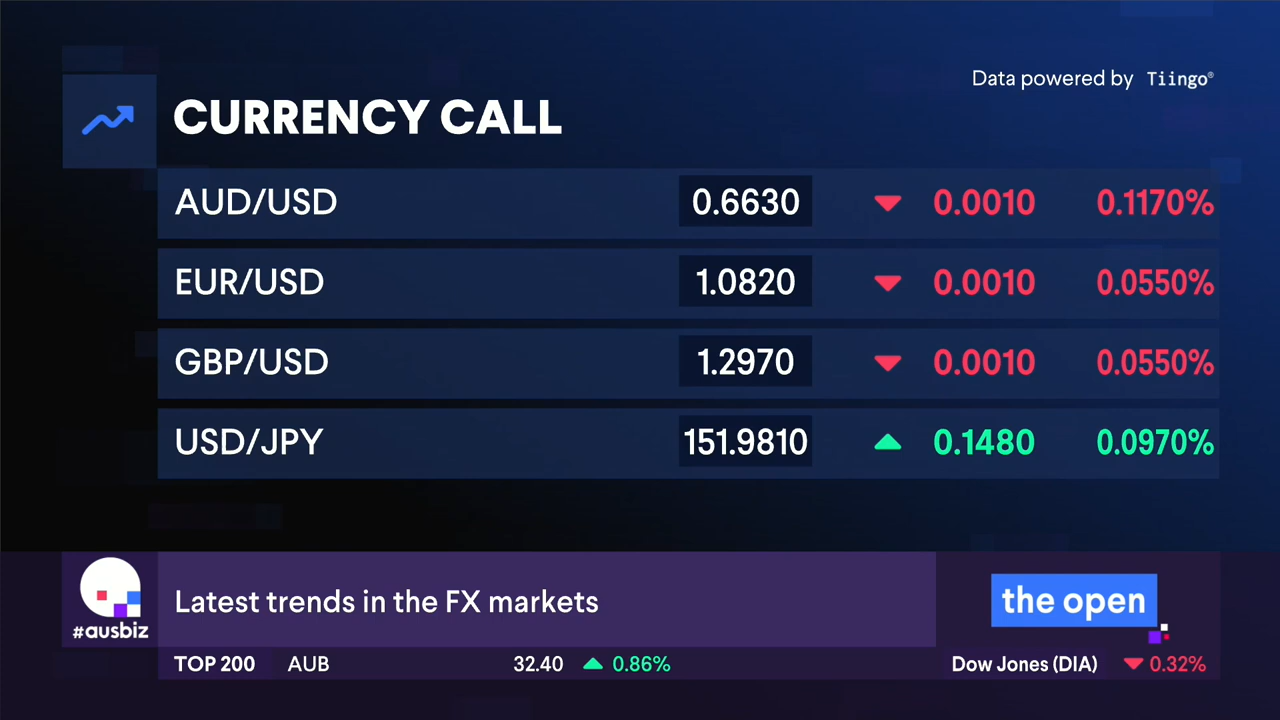 Data powered by Tiingo®
CURRENCY CALL
AUD/USD 0.6630 0.0010 0.1170%
EUR/USD 1.0820 0.0010 0.0550%
GBP/USD 1.2970 0.0010 0.0550%
USD/JPY 151.9810 0.1480 0.0970%
Latest trends in the FX markets
the open
#ausbiz
TOP 200 AUB 32.40 0.86% Dow Jones (DIA) 0.32%